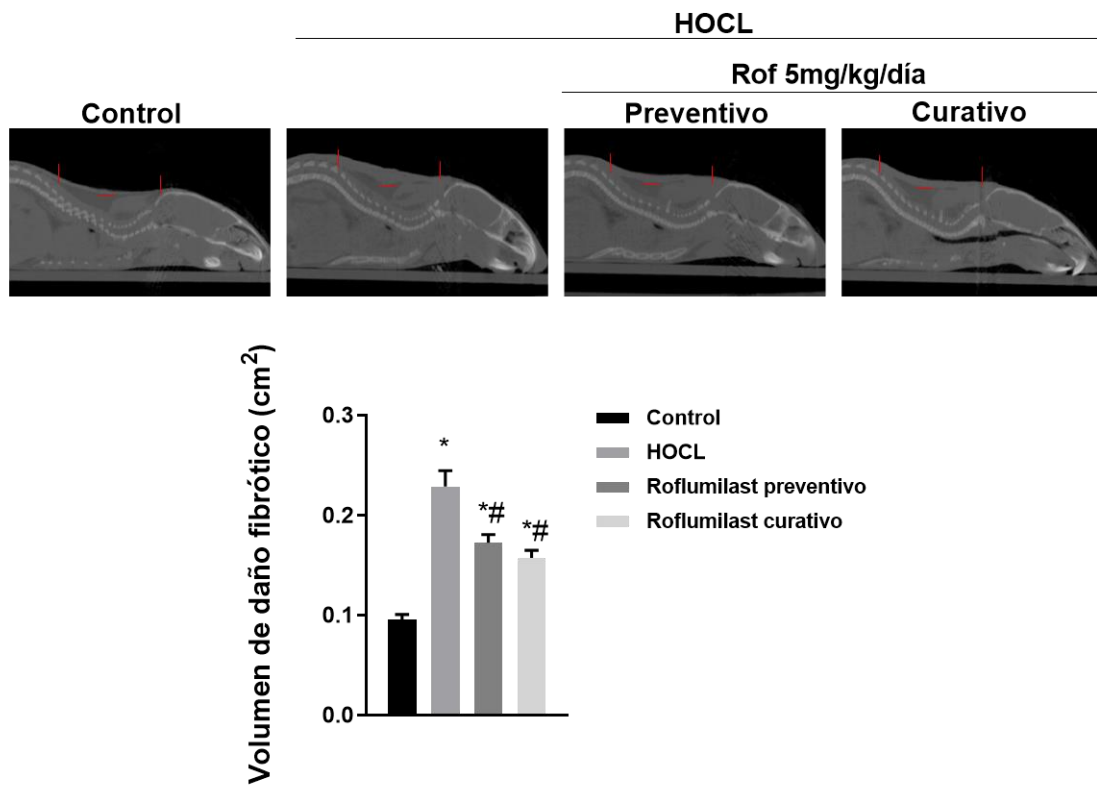 HOCL
Rof 5mg/kg/día
Control
Preventivo
Curativo
Volumen de daño fibrótico (cm²)
0.3
0.2
0.1
0.0
*
*#
*#
Control
HOCL
Roflumilast preventivo
Roflumilast curativo